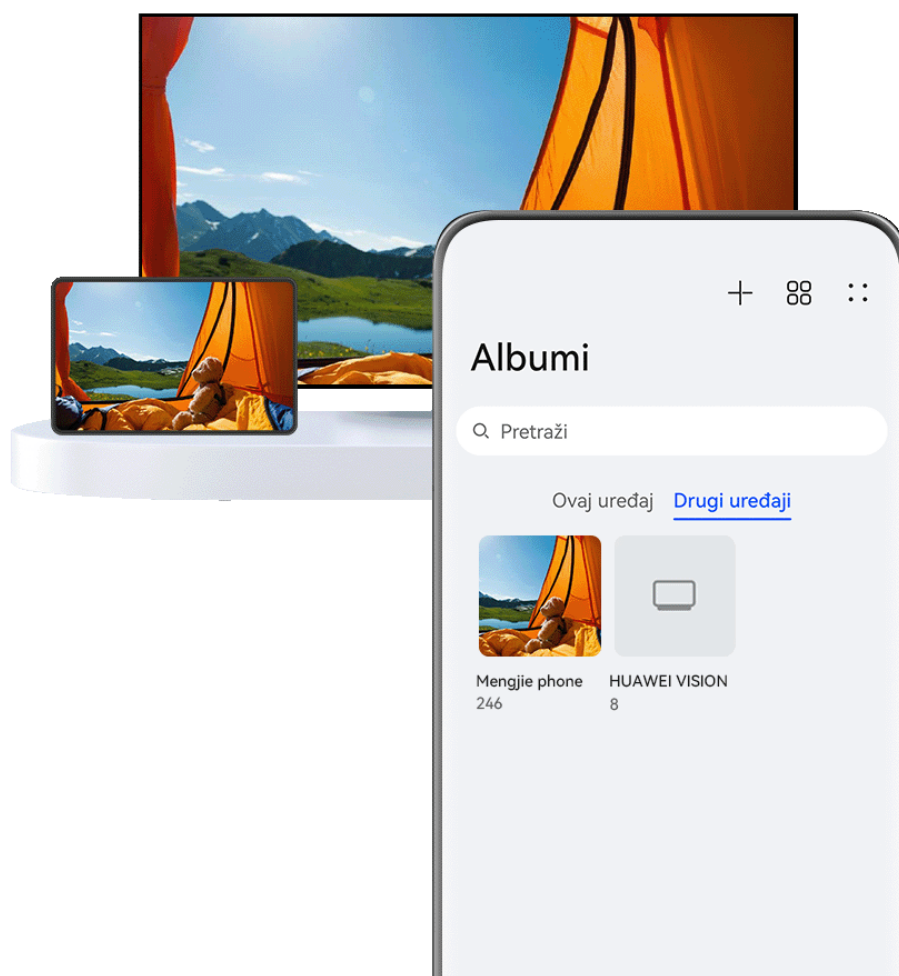 Albumi
Pretraži
Ovaj uređaj Drugi uređaji
Mengjie phone HUAWEI VISION
246 8